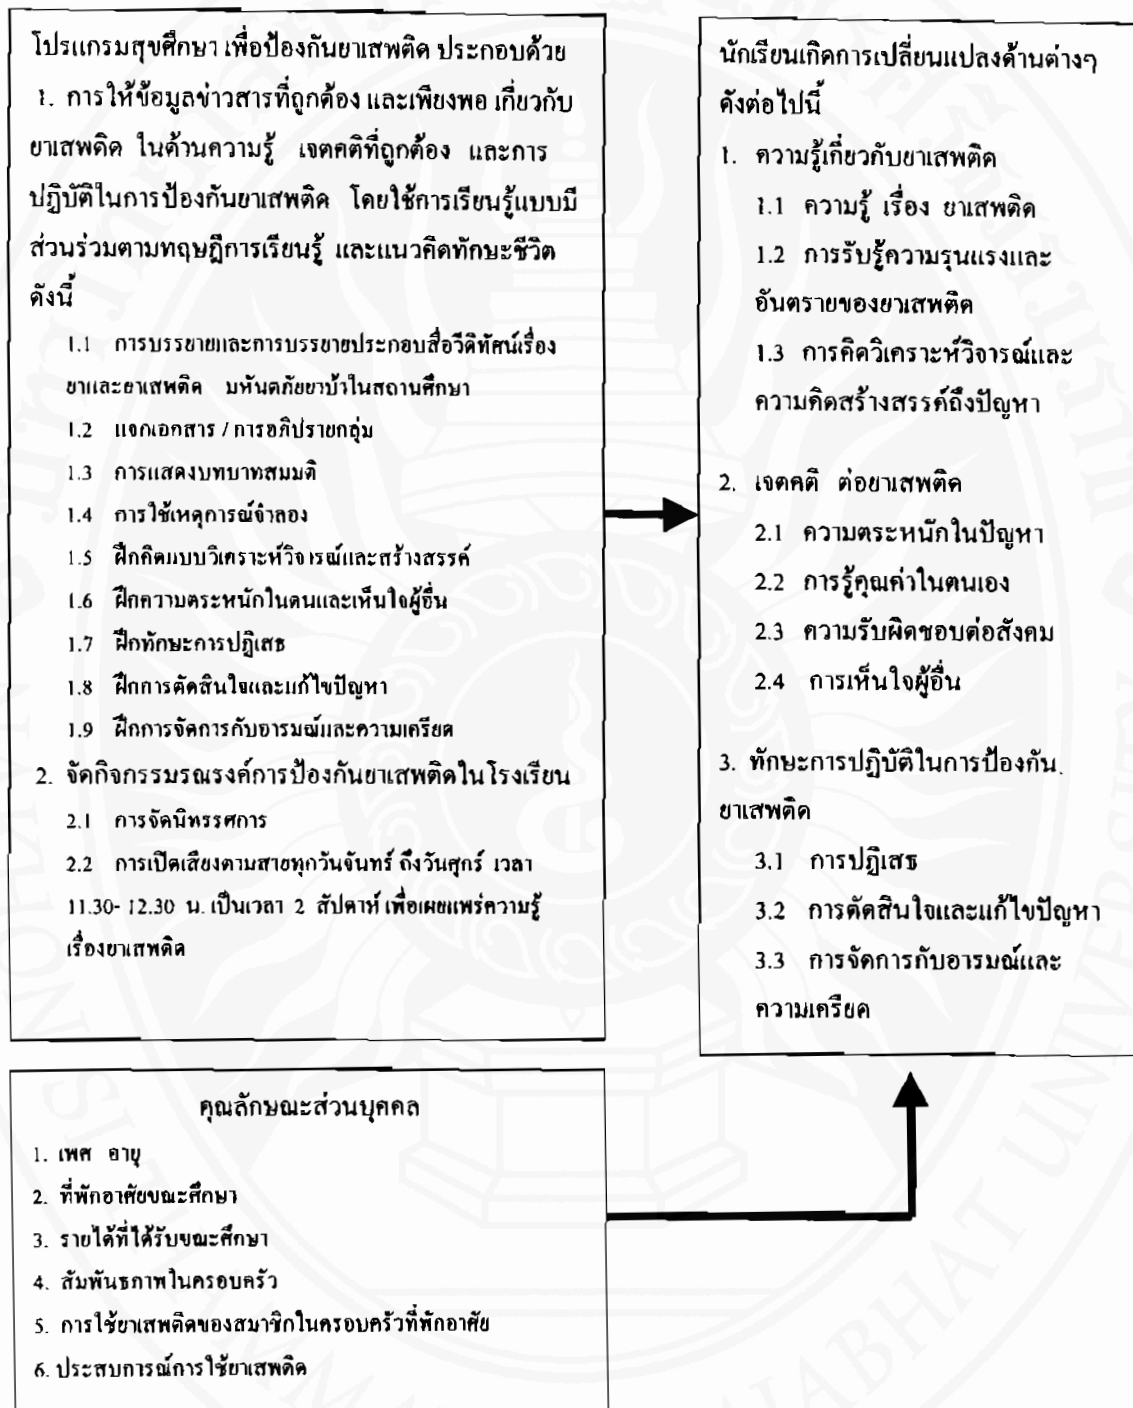 โปรแกรมสุขศึกษา เพื่อป้องกันยาเสพติด ประกอบด้วย
1. การให้ข้อมูลข่าวสารที่ถูกต้อง และเพียงพอ เกี่ยวกับ
ยาเสพติด ในด้านความรู้ เจตคติที่ถูกต้อง และการ
ปฏิบัติในการป้องกันยาเสพติด โดยใช้การเรียนรู้แบบมี
ส่วนร่วมตามทฤษฎีการเรียนรู้ และแนวคิดทักษะชีวิต
ดังนี้
1.1 การบรรยายและการบรรยายประกอบสื่อวีดิทัศน์เรื่อง
ยาและยาเสพติด มหันตภัยยาบ้าในสถานศึกษา
1.2 แจกเอกสาร / การอภิปรายกลุ่ม
1.3 การแสดงบทบาทสมมติ
1.4 การใช้เหตุการณ์จำลอง
1.5 ฝึกคิดแบบวิเคราะห์วิจารณ์และสร้างสรรค์
1.6 ฝึกความตระหนักในตนและเห็นใจผู้อื่น
1.7 ฝึกทักษะการปฏิเสธ
1.8 ฝึกการตัดสินใจและแก้ไขปัญหา
1.9 ฝึกการจัดการกับอารมณ์และความเครียด
2. จัดกิจกรรมรณรงค์การป้องกันยาเสพติดในโรงเรียน
2.1 การจัดนิทรรศการ
2.2 การเปิดเสียงตามสายทุกวันจันทร์ ถึงวันศุกร์ เวลา
11.30- 12.30 น. เป็นเวลา 2 สัปดาห์ เพื่อเผยแพร่ความรู้
เรื่องยาเสพติด
นักเรียนเกิดการเปลี่ยนแปลงด้านต่างๆ
ดังต่อไปนี้
1. ความรู้เกี่ยวกับยาเสพติด
1.1 ความรู้ เรื่อง ยาเสพติด
1.2 การรับรู้ความรุนแรงและ
อันตรายของยาเสพติด
1.3 การคิดวิเคราะห์วิจารณ์และ
ความคิดสร้างสรรค์ถึงปัญหา
2. เจตคติ ต่อยาเสพติด
2.1 ความตระหนักในปัญหา
2.2 การรู้คุณค่าในตนเอง
2.3 ความรับผิดชอบต่อสังคม
2.4 การเห็นใจผู้อื่น
3. ทักษะการปฏิบัติในการป้องกัน
ยาเสพติด
3.1 การปฏิเสธ
3.2 การตัดสินใจและแก้ไขปัญหา
3.3 การจัดการกับอารมณ์และ
ความเครียด
คุณลักษณะส่วนบุคคล
1. เพศ อายุ
2. ที่พักอาศัยขณะศึกษา
3. รายได้ที่ได้รับขณะศึกษา
4. สัมพันธภาพในครอบครัว
5. การใช้ยาเสพติดของสมาชิกในครอบครัวที่พักอาศัย
6. ประสบการณ์การใช้ยาเสพติด